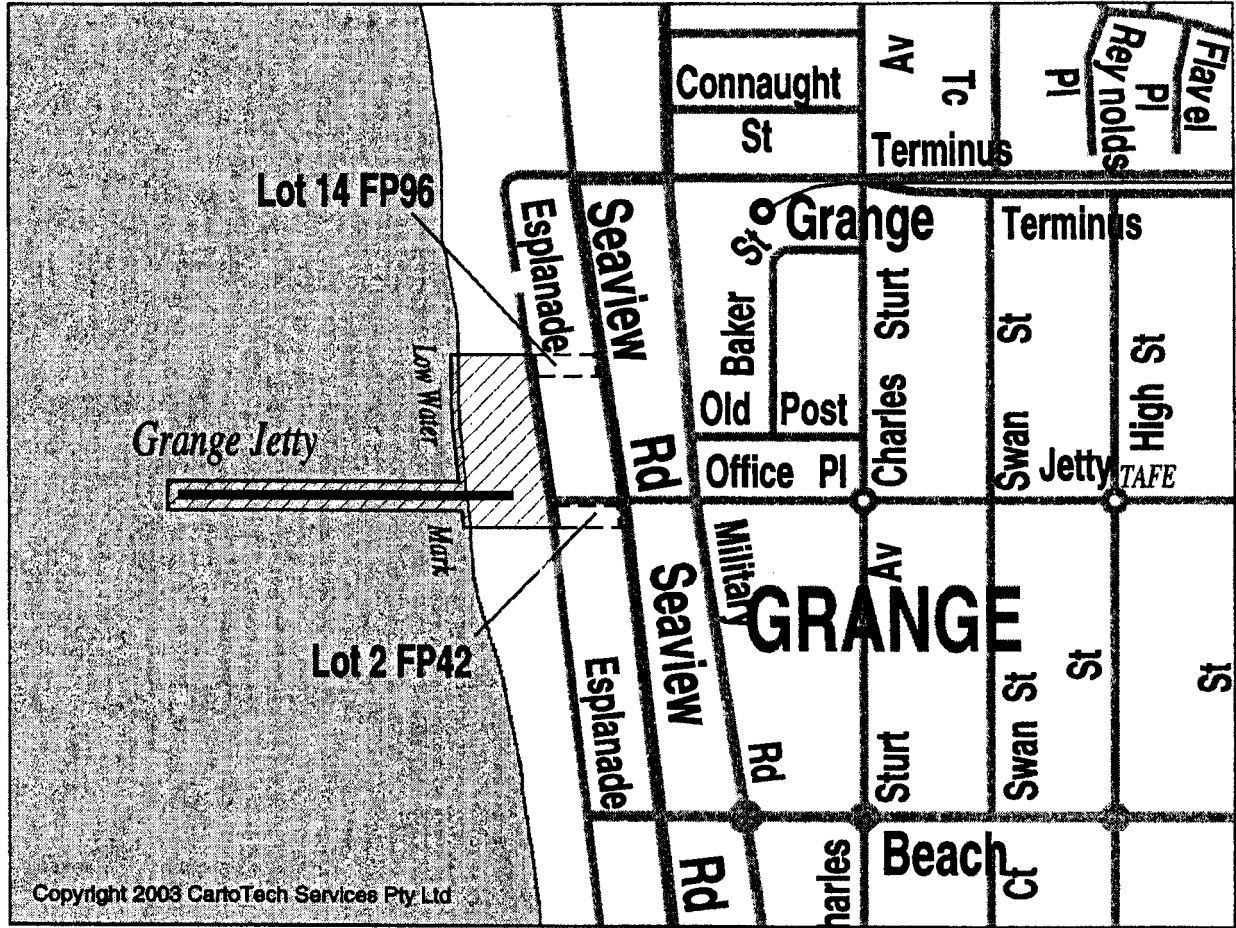 Connaught
St
Av
Tc
Reynolds
Pl
Flavel
Pl
Terminus
Lot 14 FP96
Esplanade
Seaview
Rd
Grange
St
Baker
Terminus
Sturt
Charles
St
Swan
High St
Low Water
Mark
Grange Jetty
Old Post
Office Pl
Jetty
TAFE
Military
Rd
Av
GRANGE
Seaview
Esplanade
Lot 2 FP42
Sturt
Swan St
St
St
Beach
Rd
harles
Ct
Copyright 2003 CartoTech Services Pty Ltd